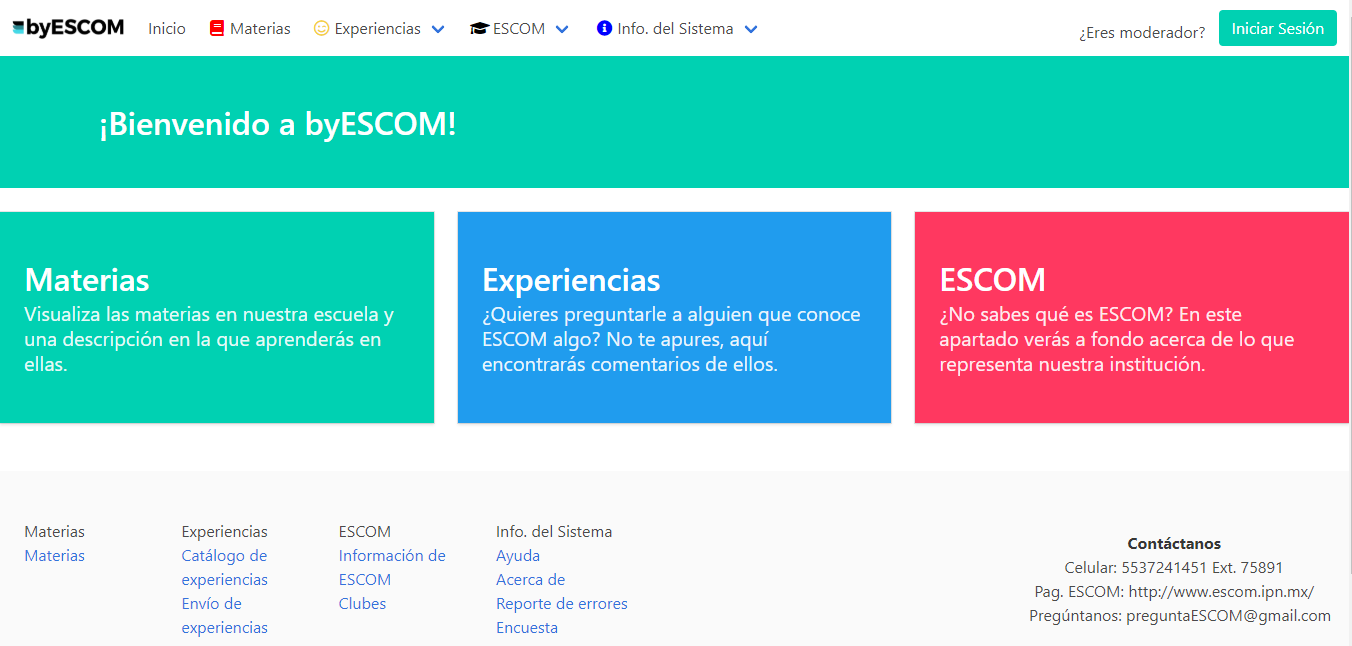 byESCOM
Inicio
Materias
Experiencias
ESCOM
Info. del Sistema
¿Eres moderador?
Iniciar Sesión
¡Bienvenido a byESCOM!
Materias
Visualiza las materias en nuestra escuela y
una descripción en la que aprenderás en
ellas.
Experiencias
¿Quieres preguntarle a alguien que conoce
ESCOM algo? No te apures, aquí
encontrarás comentarios de ellos.
ESCOM
¿No sabes qué es ESCOM? En este
apartado verás a fondo acerca de lo que
representa nuestra institución.
Materias
Materias
Experiencias
Catálogo de
experiencias
Envío de
experiencias
ESCOM
Información de
ESCOM
Clubes
Info. del Sistema
Ayuda
Acerca de
Reporte de errores
Encuesta
Contáctanos
Celular: 5537241451 Ext. 75891
Pag. ESCOM: http://www.escom.ipn.mx/
Pregúntanos: preguntaESCOM@gmail.com